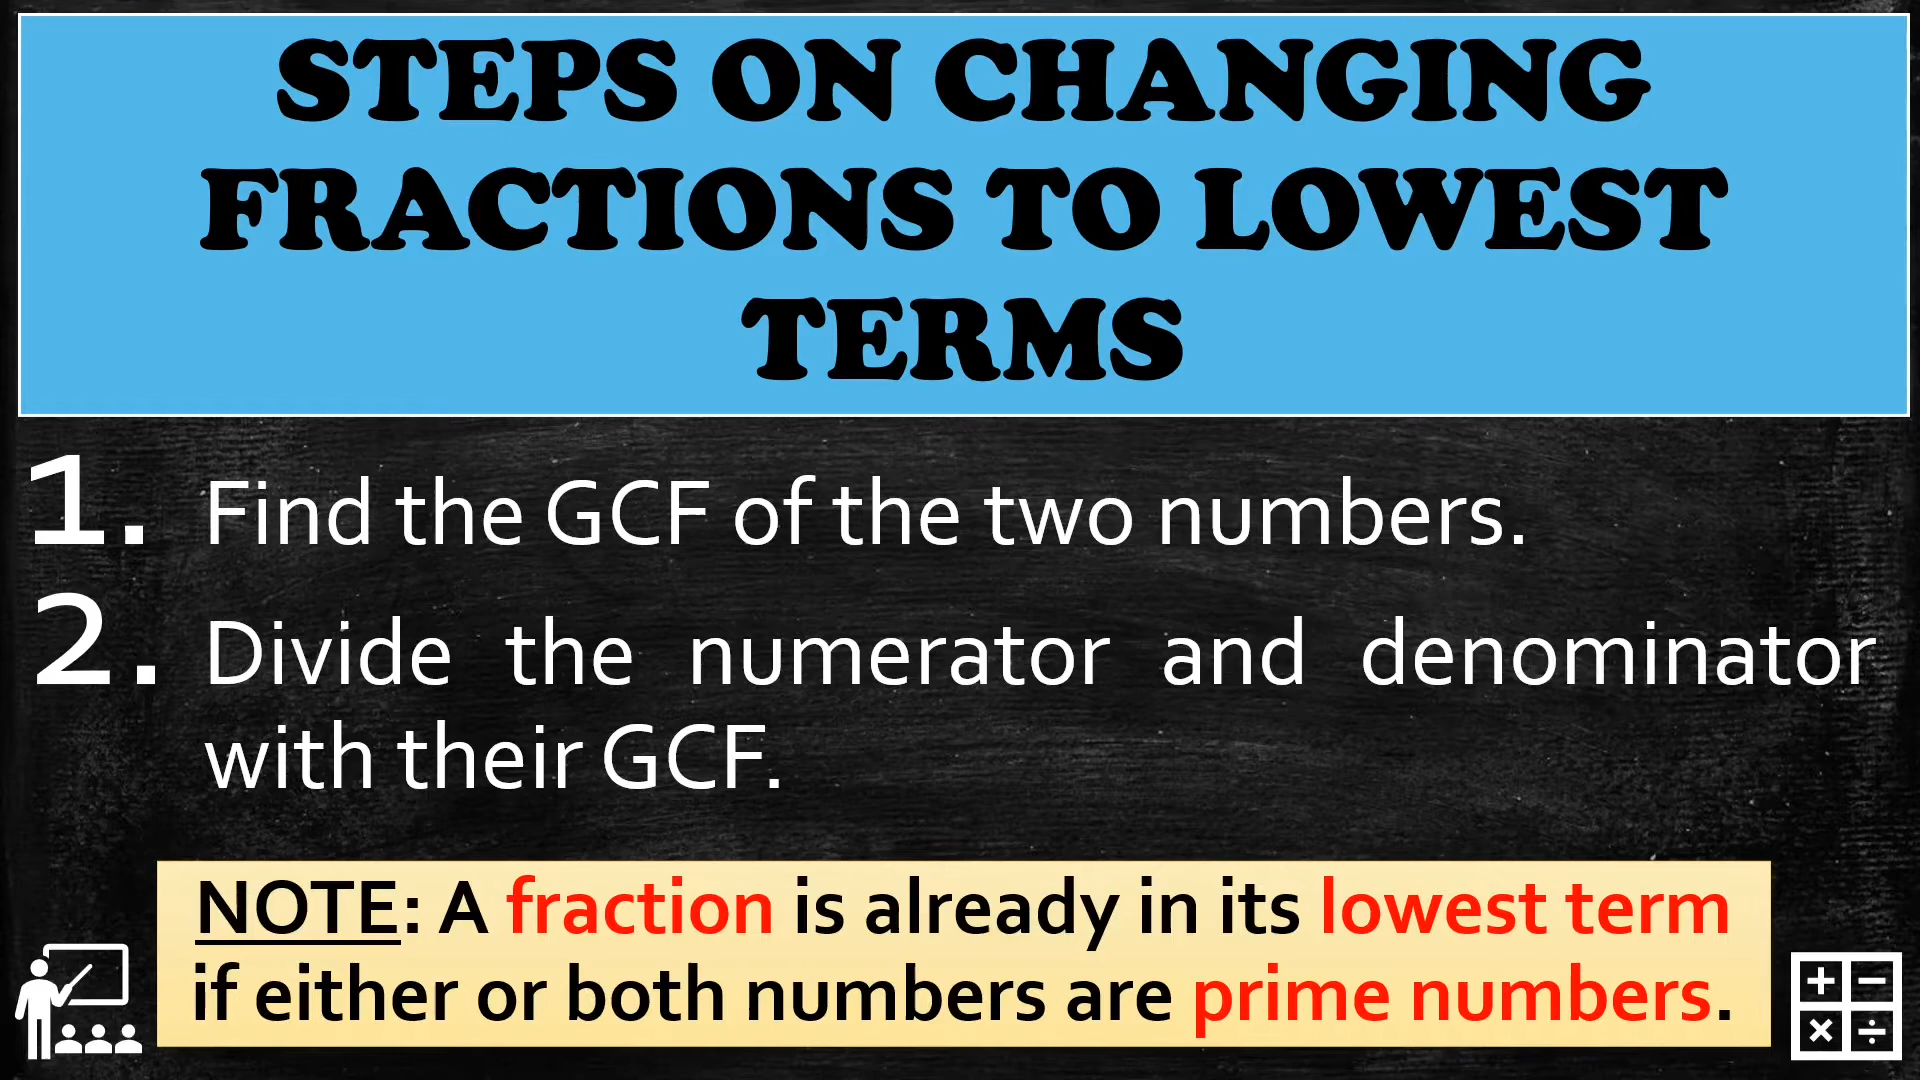 STEPS ON CHANGING
FRACTIONS TO LOWEST
TERMS
1. Find the GCF of the two numbers.
2. Divide the numerator and denominator
with their GCF.
NOTE: A fraction is already in its lowest term
if either or both numbers are prime numbers.
+ −
× ÷